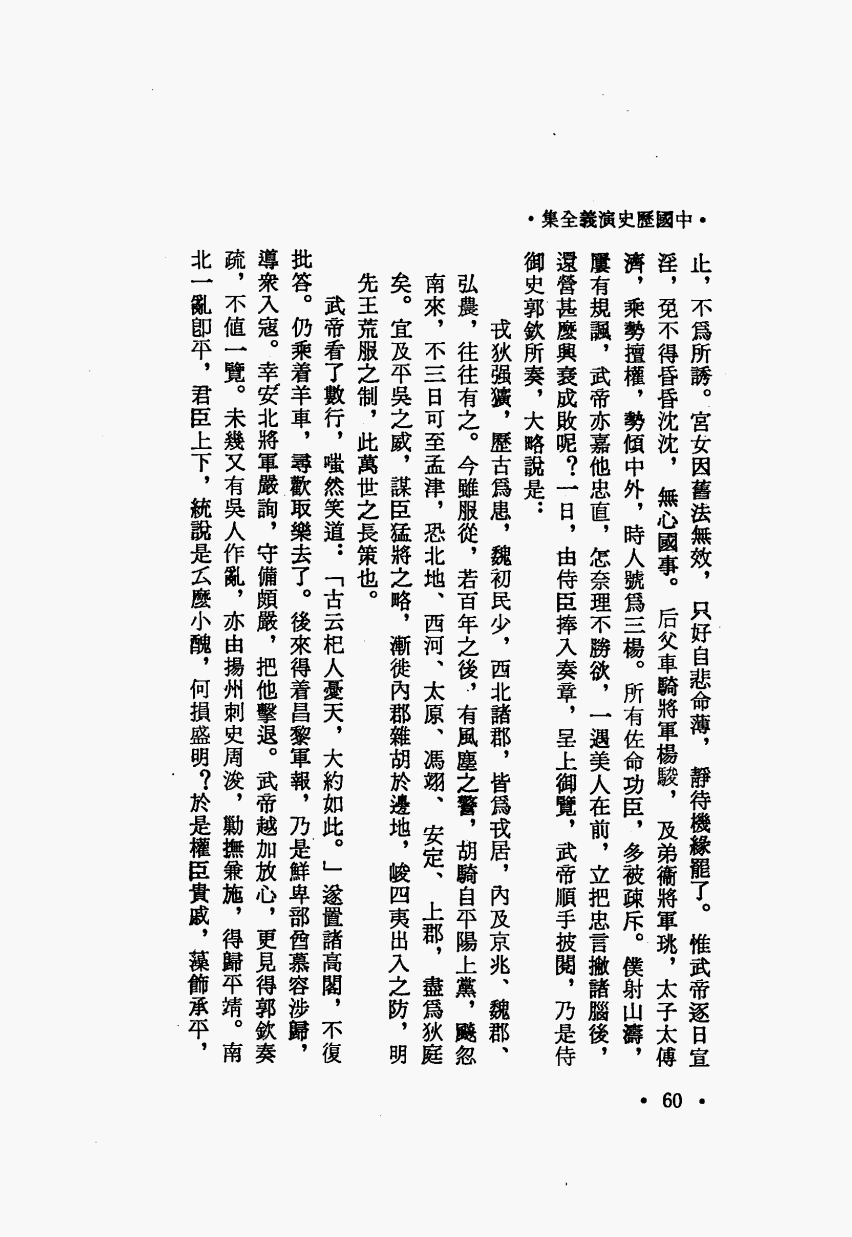 •中國歷史演義全集•
止，不爲所誘。宮女因舊法無效，只好自悲命薄，靜待機緣罷了。惟武帝逐日宣
淫，免不得昏昏沈沈，無心國事。后父車騎將軍楊駿，及弟衞將軍珧，太子太傅
濟，乘勢擅權，勢傾中外，時人號爲三楊。所有佐命功臣，多被疎斥。僕射山濤，
屢有規諷，武帝亦嘉他忠直，怎奈理不勝欲，一遇美人在前，立把忠言撇諸腦後，
還管甚麼興衰成敗呢？一日，由侍臣捧入奏章，呈上御覽，武帝順手披閱，乃是侍
御史郭欽所奏，大略說是：
戎狄强獷，歷古爲患，魏初民少，西北諸郡，皆爲戎居，內及京兆、魏郡、
弘農，往往有之。今雖服從，若百年之後，有風塵之警，胡騎自平陽上黨，飈忽
南來，不三日可至孟津，恐北地、西河、太原、馮翊、安定、上郡，盡爲狄庭
矣。宜及平吳之威，謀臣猛將之略，漸徙內郡雜胡於邊地，峻四夷出入之防，明
先王荒服之制，此萬世之長策也。
武帝看了數行，嗤然笑道：「古云杞人憂天，大約如此。」遂置諸高閣，不復
批答。仍乘着羊車，尋歡取樂去了。後來得着昌黎軍報，乃是鮮卑部酋慕容涉歸，
導衆入寇。幸安北將軍嚴詢，守備頗嚴，把他擊退。武帝越加放心，更見得郭欽奏
疏，不値一覽。未幾又有吳人作亂，亦由揚州刺史周浚，勦撫兼施，得歸平靖。南
北一亂卽平，君臣上下，統說是么麼小醜，何損盛明？於是權臣貴戚，藻飾承平，
• 60 •